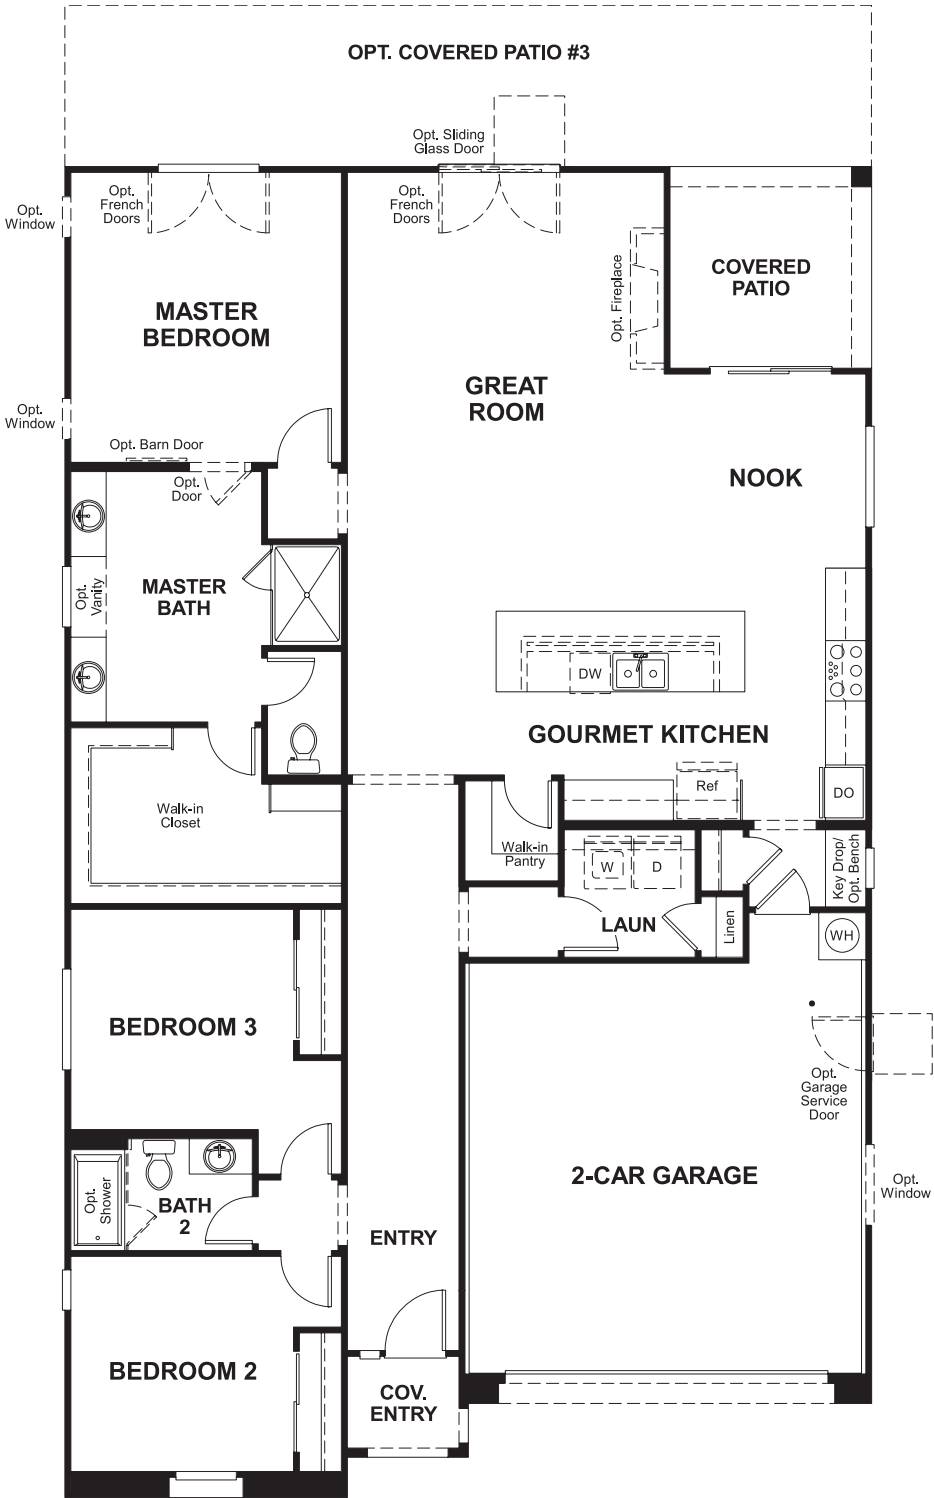 OPT. COVERED PATIO #3
Opt. Sliding
Glass Door
Opt.
French
Doors
Opt.
French
Doors
Opt.
Window
Opt. Fireplace
COVERED
PATIO
MASTER
BEDROOM
GREAT
ROOM
Opt.
Window
Opt. Barn Door
Opt.
Door
NOOK
MASTER
BATH
Opt.
Vanity
DW
GOURMET KITCHEN
Ref
DO
Walk-in
Closet
Walk-in
Pantry
W
D
Key Drop/
Opt. Bench
LAUN
Linen
WH
BEDROOM 3
Opt.
Garage
Service
Door
2-CAR GARAGE
Opt.
Window
Opt.
Shower
BATH
2
ENTRY
BEDROOM 2
COV.
ENTRY